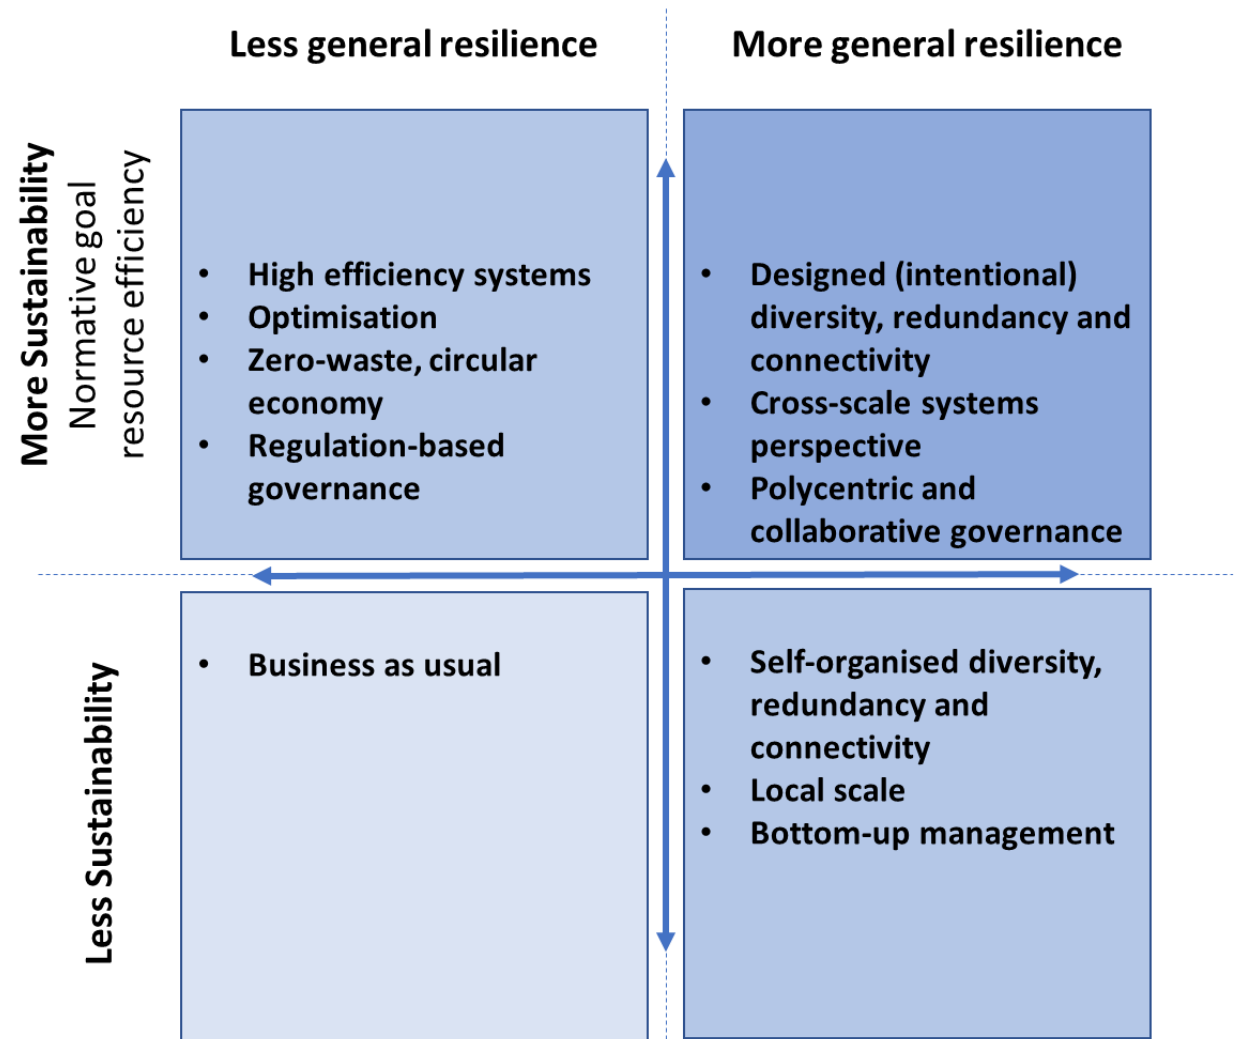 Less general resilience
More general resilience
More Sustainability
Normative goal
resource efficiency
• High efficiency systems
• Optimisation
• Zero-waste, circular
economy
• Regulation-based
governance
• Designed (intentional)
diversity, redundancy and
connectivity
• Cross-scale systems
perspective
• Polycentric and
collaborative governance
Less Sustainability
• Business as usual
• Self-organised diversity,
redundancy and
connectivity
• Local scale
• Bottom-up management